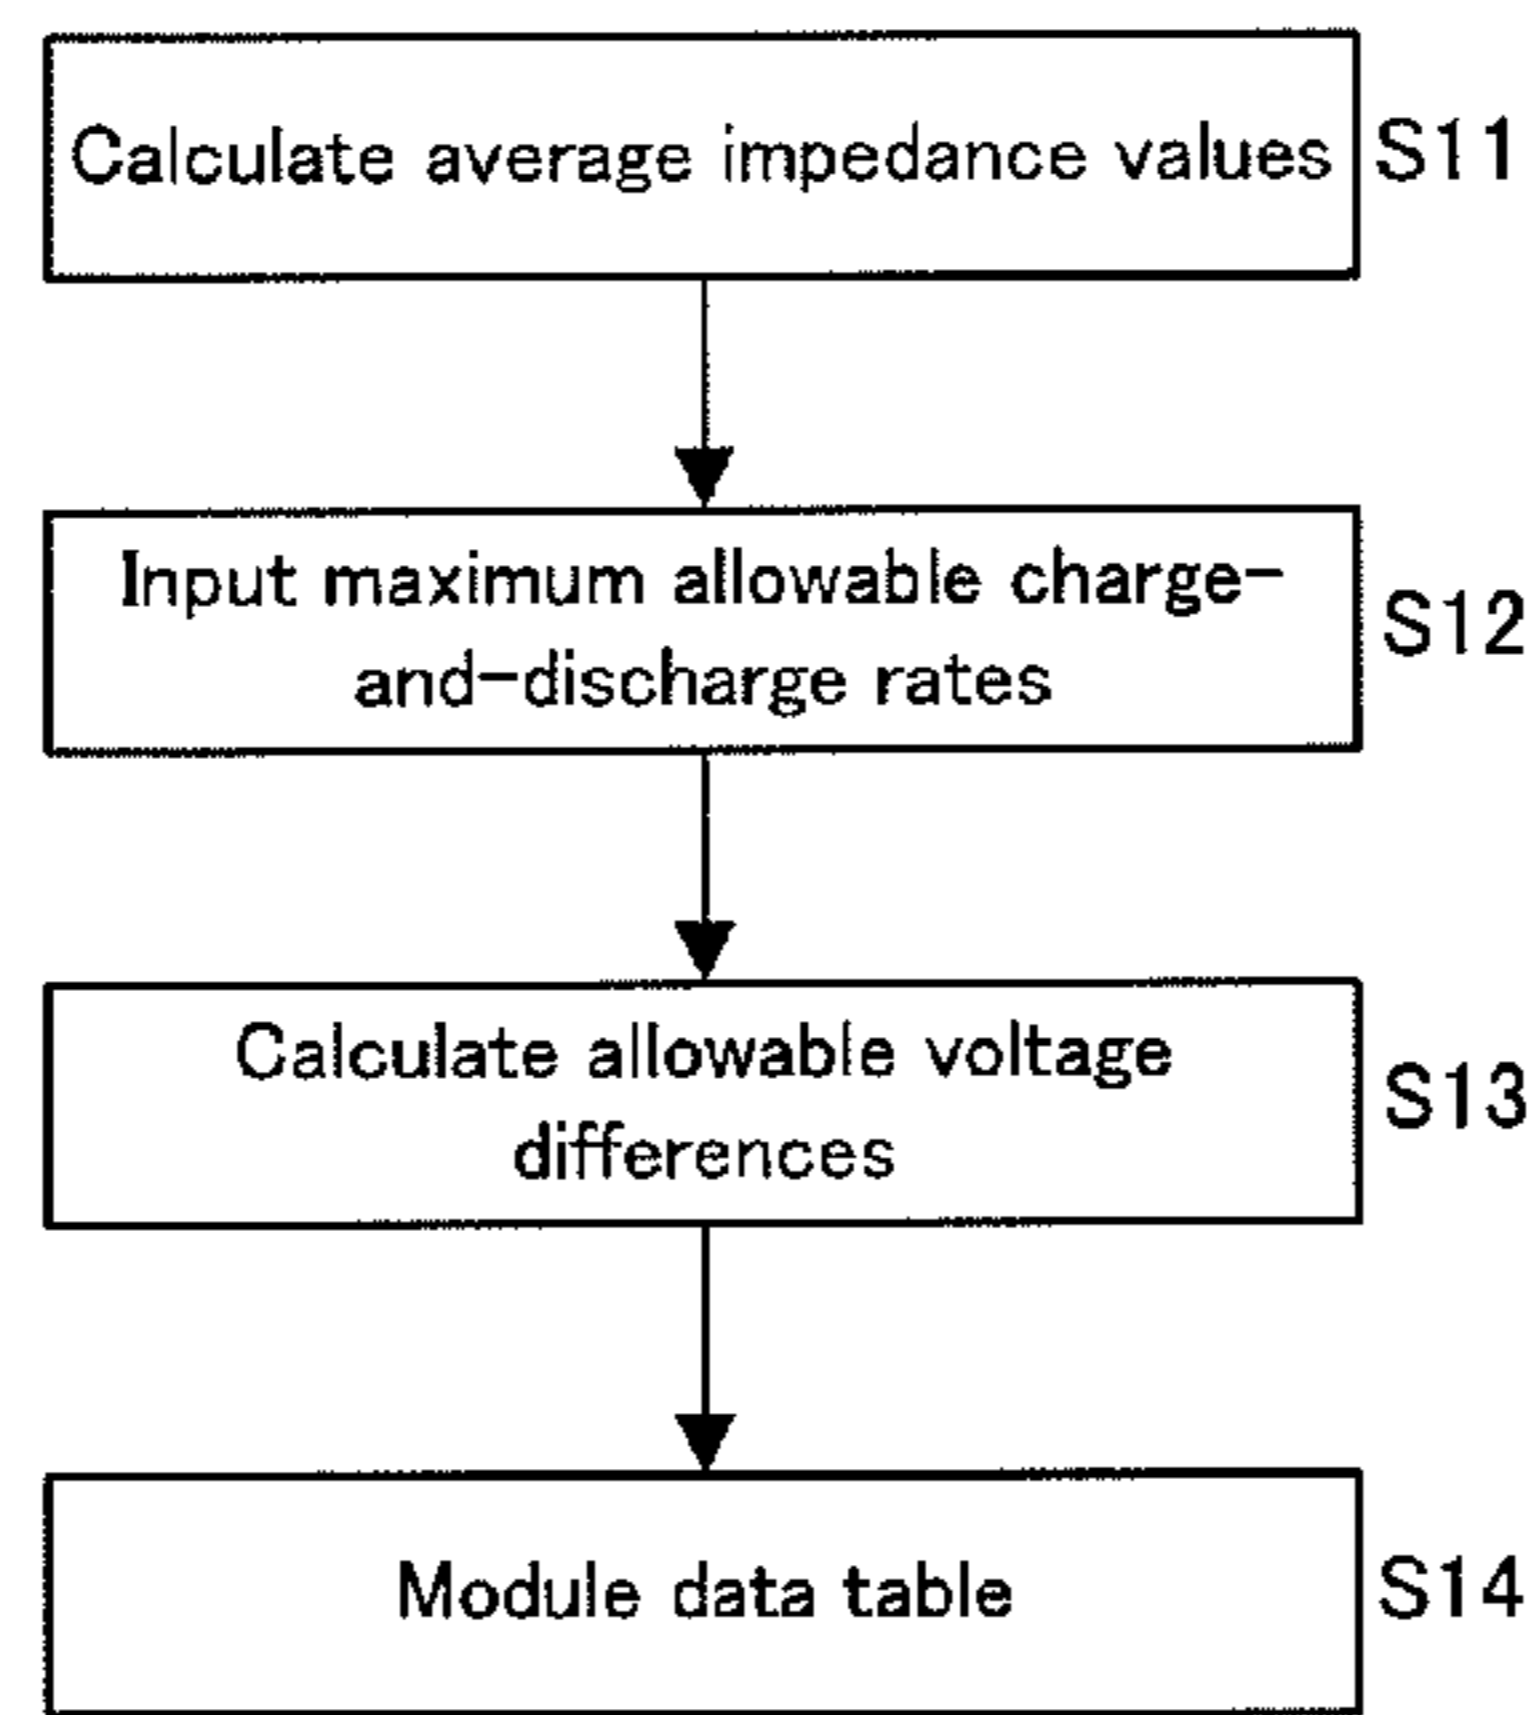 Calculate average impedance values S11
Input maximum allowable charge-
and-discharge rates
S12
Calculate allowable voltage
differences
S13
Module data table S14